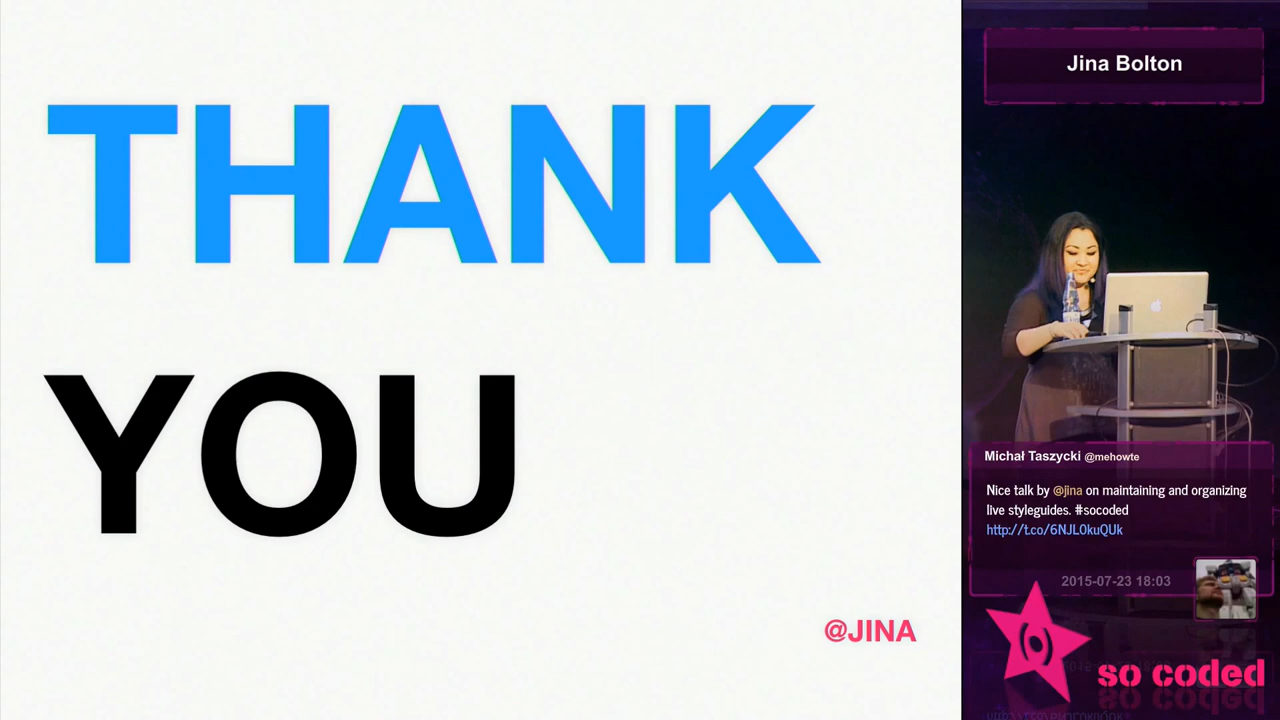 THANK
YOU
@JINA
Jina Bolton
Michał Taszycki @mehowte
Nice talk by @jina on maintaining and organizing
live styleguides. #socoded
http://t.co/6NJL0kuQUk
2015-07-23 18:03
so coded